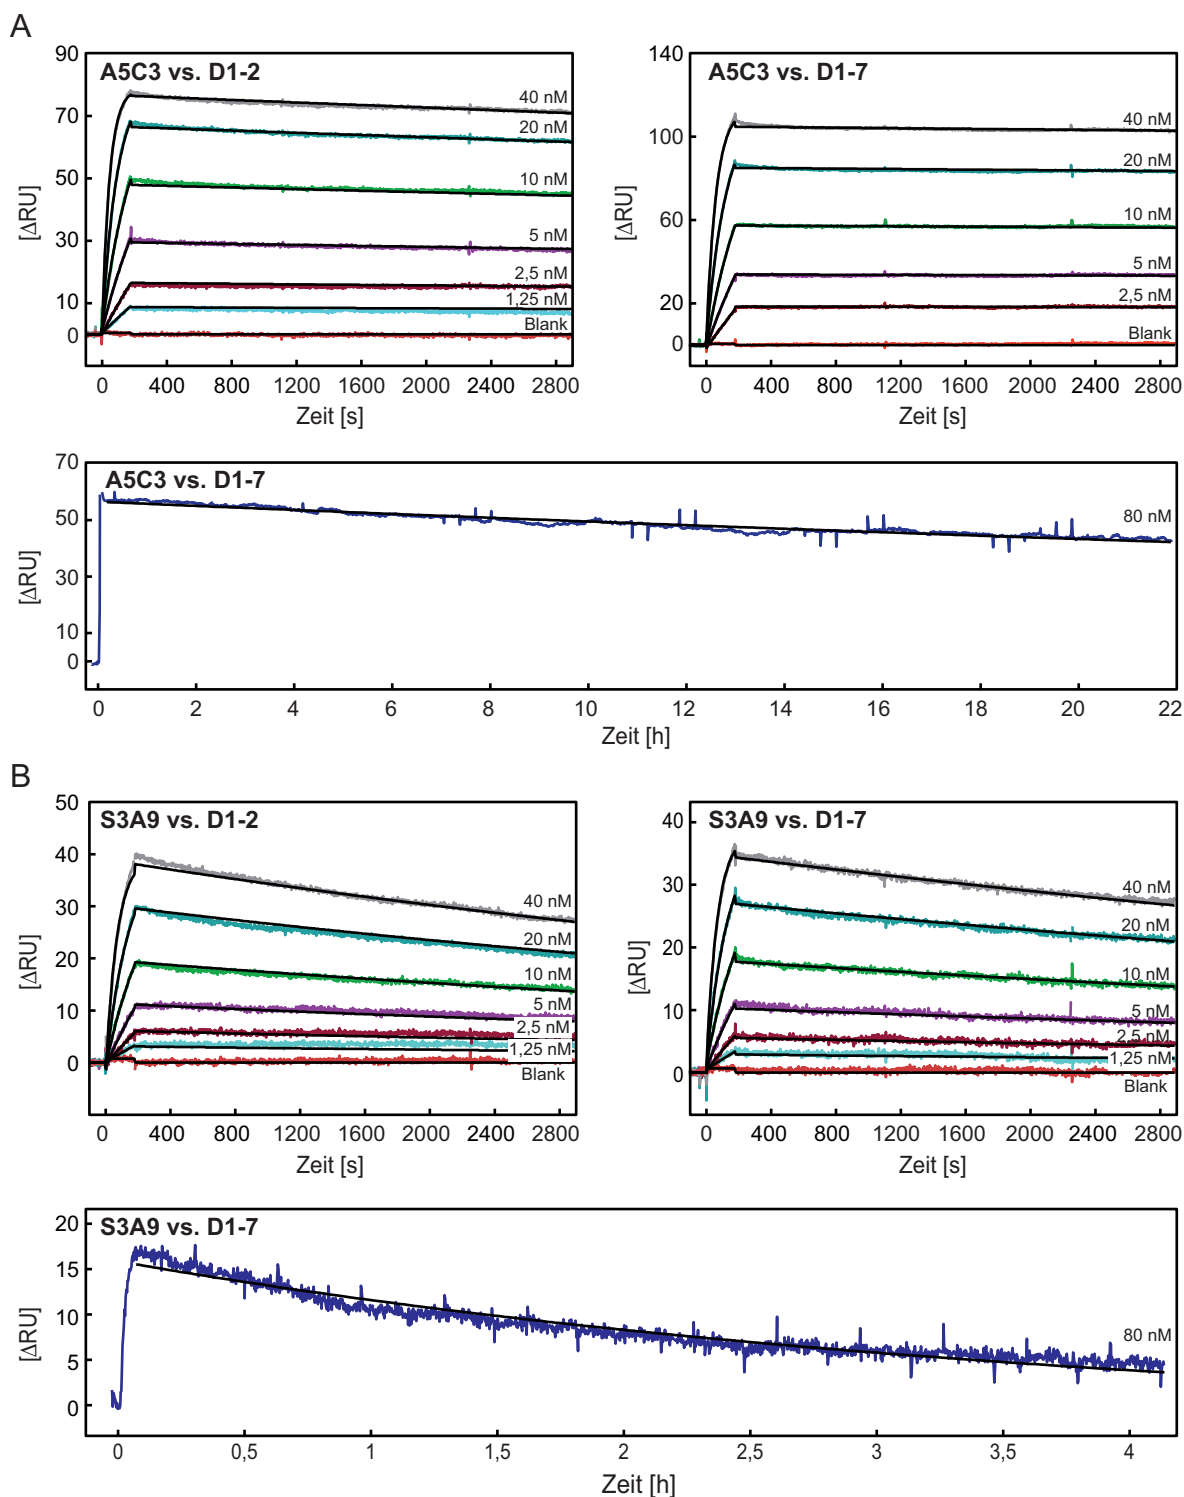 A
A5C3 vs. D1-2
[ΔRU]
90
70
50
30
10
0
40 nM
20 nM
10 nM
5 nM
2,5 nM
1,25 nM
Blank
0 400 800 1200 1600 2000 2400 2800
Zeit [s]
A5C3 vs. D1-7
[ΔRU]
140
100
60
20
0
40 nM
20 nM
10 nM
5 nM
2,5 nM
Blank
0 400 800 1200 1600 2000 2400 2800
Zeit [s]
A5C3 vs. D1-7
[ΔRU]
70
50
30
10
0
80 nM
0 2 4 6 8 10 12 14 16 18 20 22
Zeit [h]
B
S3A9 vs. D1-2
[ΔRU]
50
40
30
20
10
0
40 nM
20 nM
10 nM
5 nM
2,5 nM
1,25 nM
Blank
0 400 800 1200 1600 2000 2400 2800
Zeit [s]
S3A9 vs. D1-7
[ΔRU]
40
30
20
10
0
40 nM
20 nM
10 nM
5 nM
2,5 nM
1,25 nM
Blank
0 400 800 1200 1600 2000 2400 2800
Zeit [s]
S3A9 vs. D1-7
[ΔRU]
20
15
10
5
0
80 nM
0 0,5 1 1,5 2 2,5 3 3,5 4
Zeit [h]